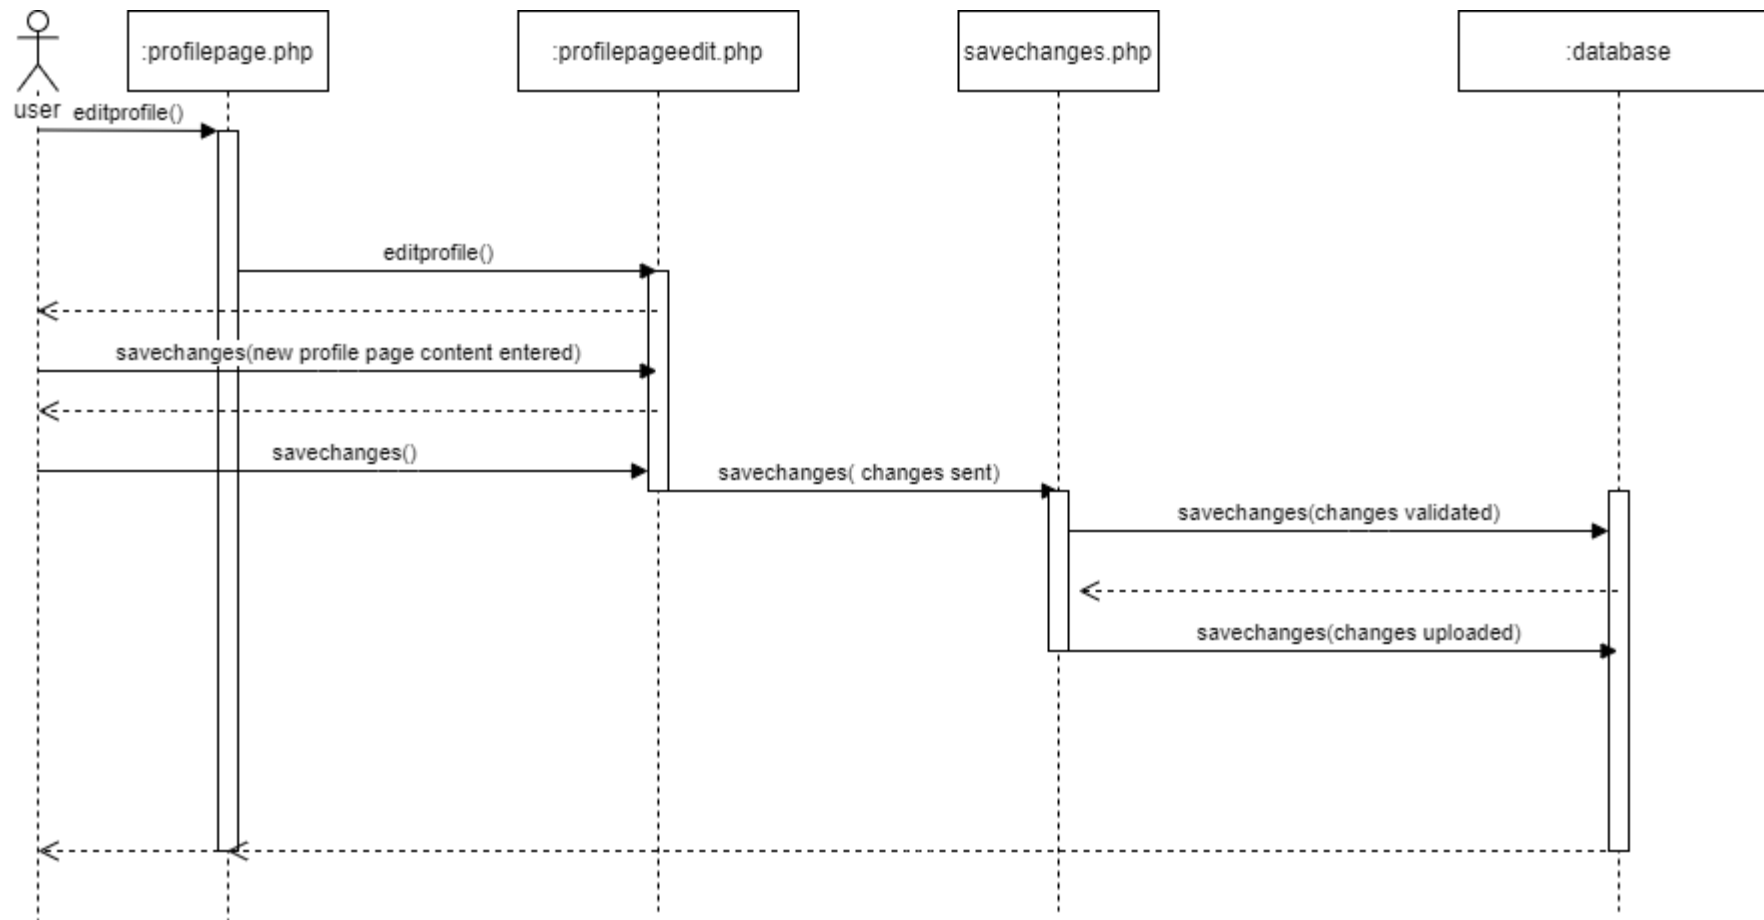 :profilepage.php
:profilepageedit.php
savechanges.php
:database
user
editprofile()
editprofile()
savechanges(new profile page content entered)
savechanges()
savechanges( changes sent)
savechanges(changes validated)
savechanges(changes uploaded)